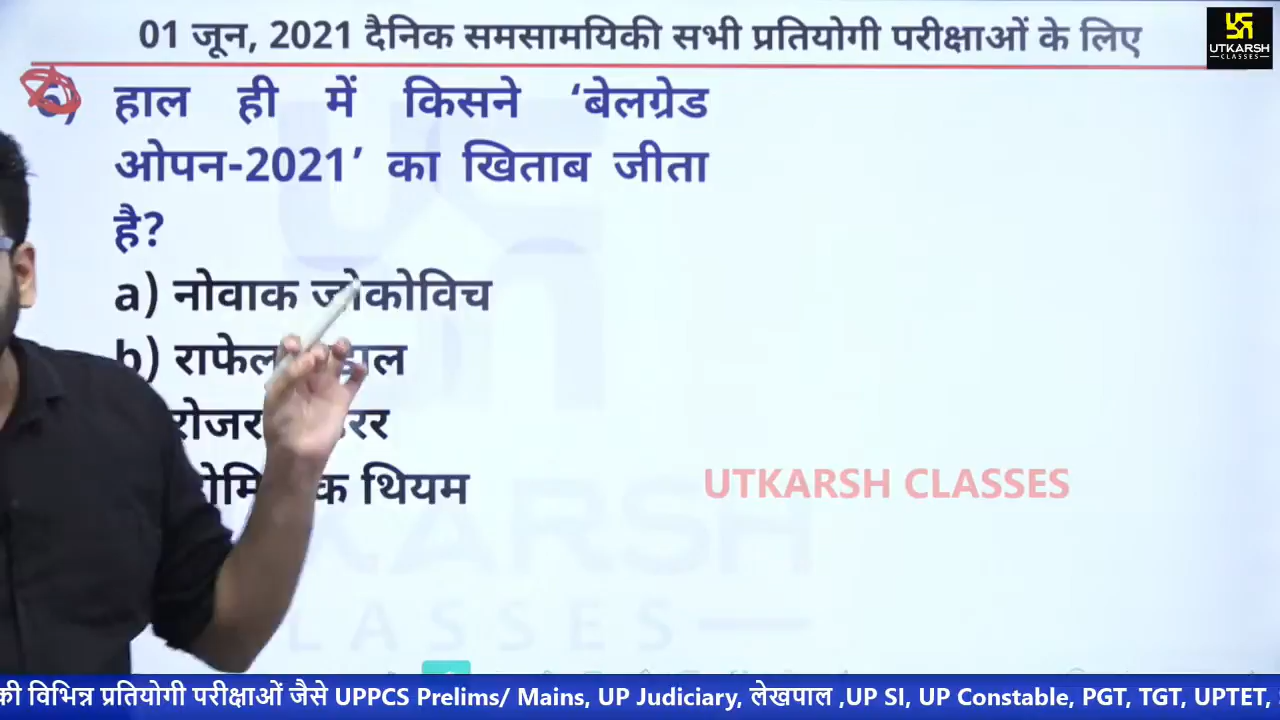 01 जून, 2021 दैनिक समसामयिकी सभी प्रतियोगी परीक्षाओं के लिए
UTKARSH
CLASSES
हाल ही में किसने ‘बेलग्रेड
ओपन-2021’ का खिताब जीता
है?
a) नोवाक जोकोविच
b) राफेल
रोजर
थियम
UTKARSH CLASSES
की विभिन्न प्रतियोगी परीक्षाओं जैसे UPPCS Prelims/ Mains, UP Judiciary, लेखपाल ,UP SI, UP Constable, PGT, TGT, UPTET,